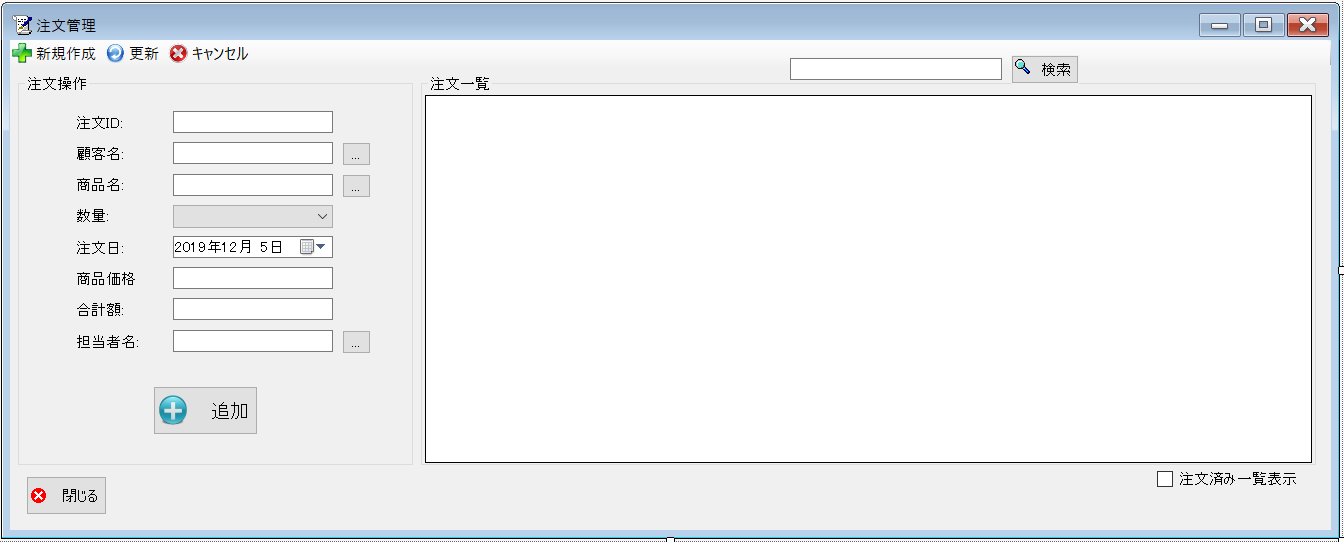 注文管理
新規作成 更新 キャンセル
検索
注文操作
注文ID:
顧客名:
...
商品名:
...
数量:
注文日:
2019年12月 5日
商品価格
合計額:
担当者名:
...
追加
注文一覧
閉じる
注文済み一覧表示